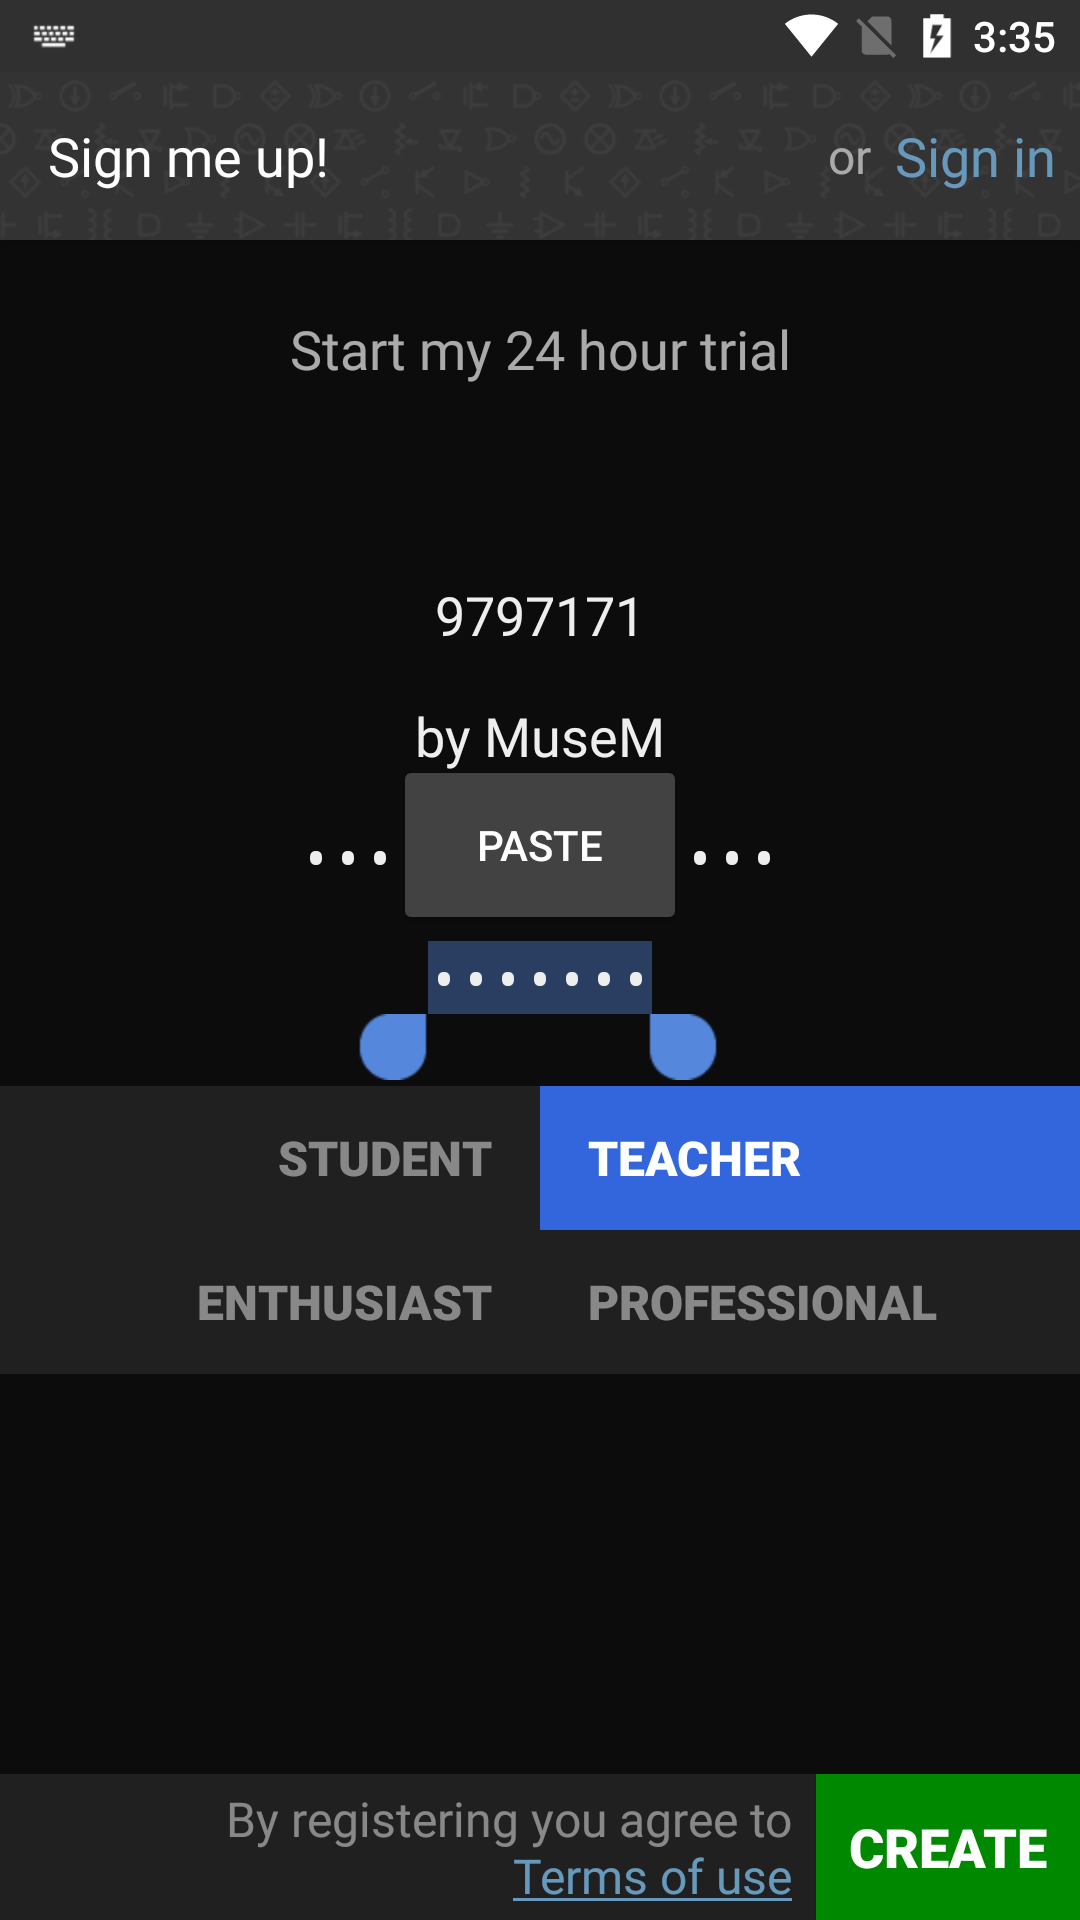 3:35
Sign me up! or Sign in
Start my 24 hour trial
9797171
by MuseM
PASTE
STUDENT TEACHER
ENTHUSIAST PROFESSIONAL
By registering you agree to
Terms of use
CREATE